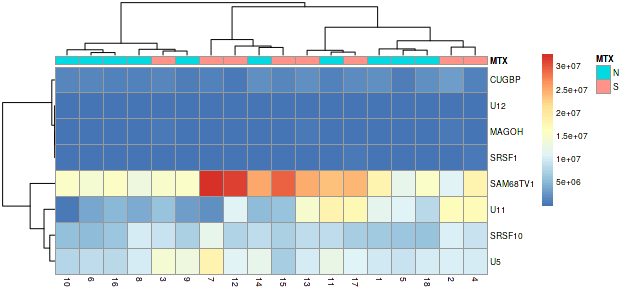 MTX
CUGBP
U12
MAGOH
SRSF1
SAM68TV1
U11
SRSF10
U5
10 6 16 8 3 9 7 12 14 15 13 11 17 1 5 18 2 4
3e+07
2.5e+07
2e+07
1.5e+07
1e+07
5e+06
MTX
N
S